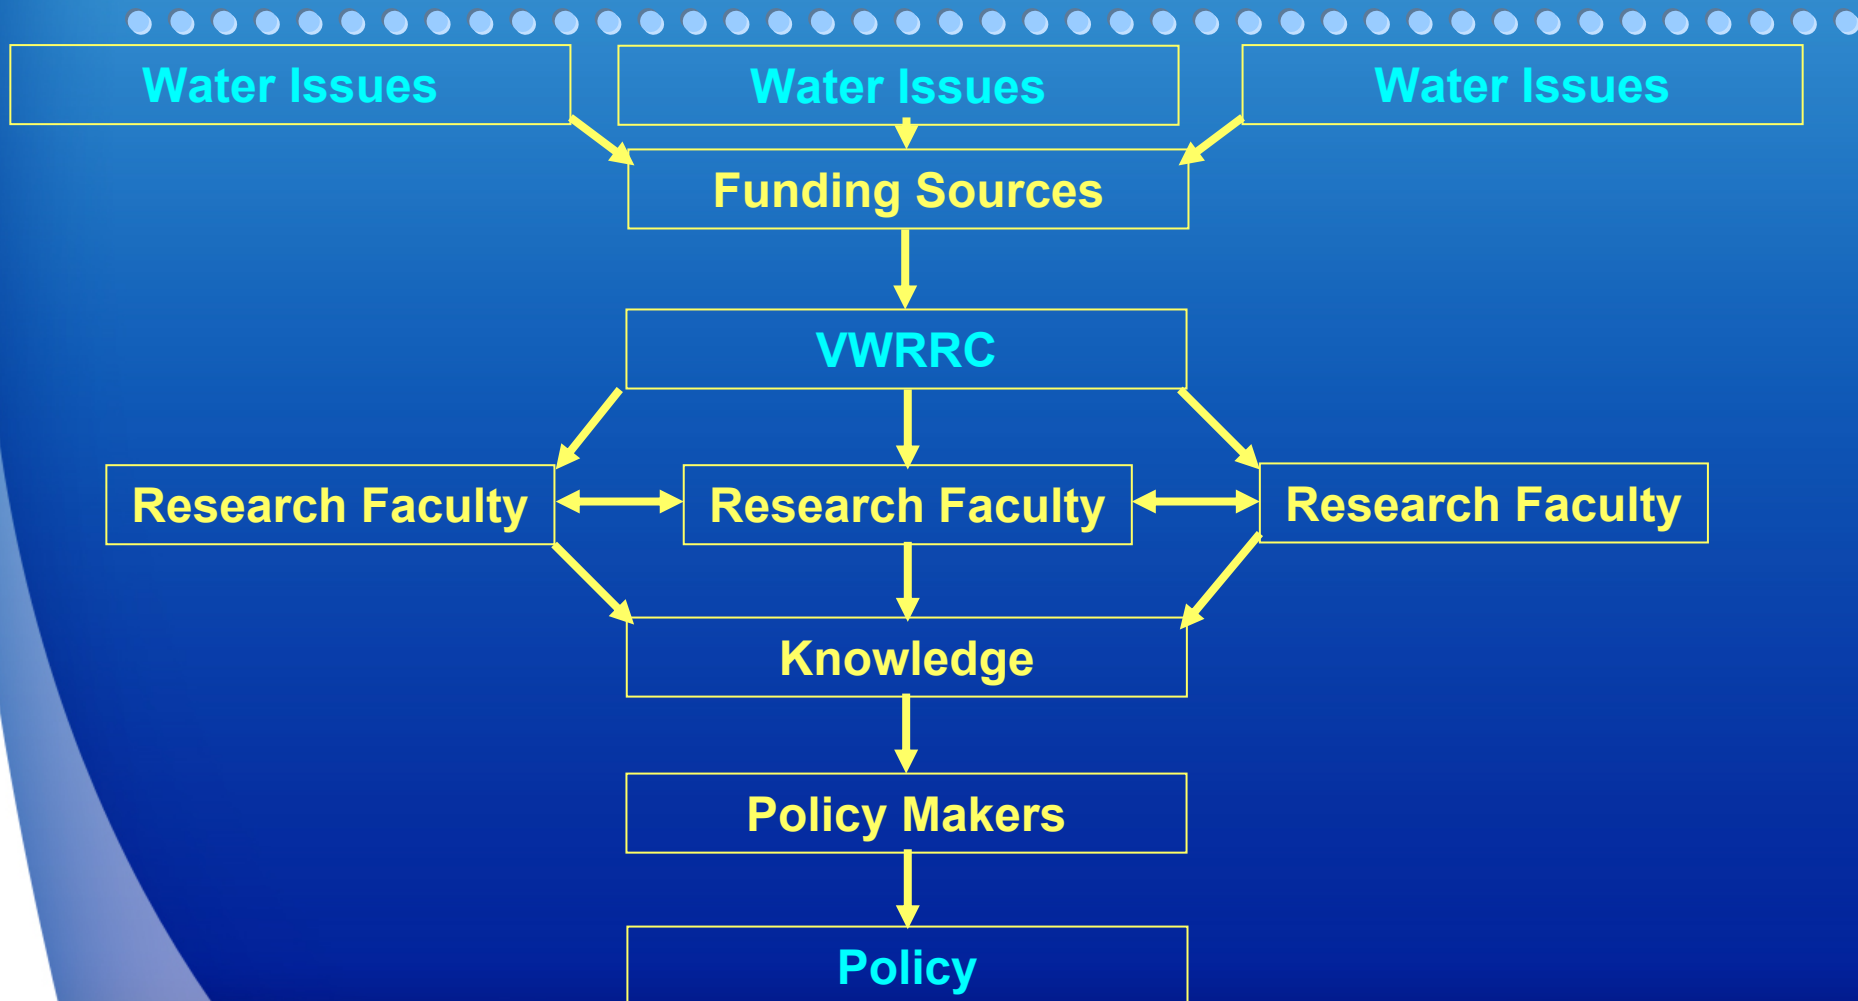 Water Issues
Water Issues
Water Issues
Funding Sources
VWRRC
Research Faculty
Research Faculty
Research Faculty
Knowledge
Policy Makers
Policy